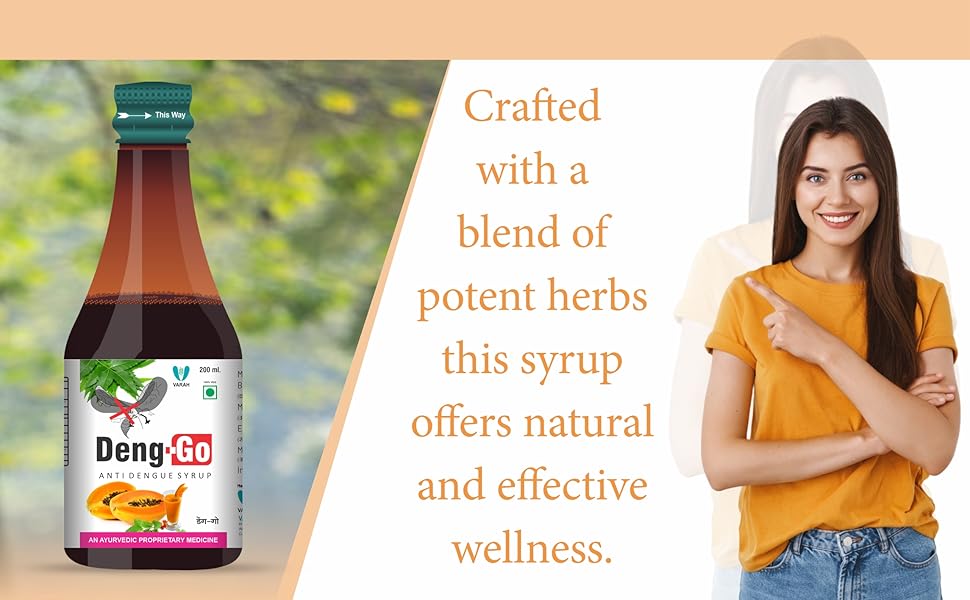 This Way
VARAH
200 ml.
Deng-Go
ANTI DENGUE SYRUP
डेंग-गो
AN AYURVEDIC PROPRIETARY MEDICINE
Crafted
with a
blend of
potent herbs
this syrup
offers natural
and effective
wellness.